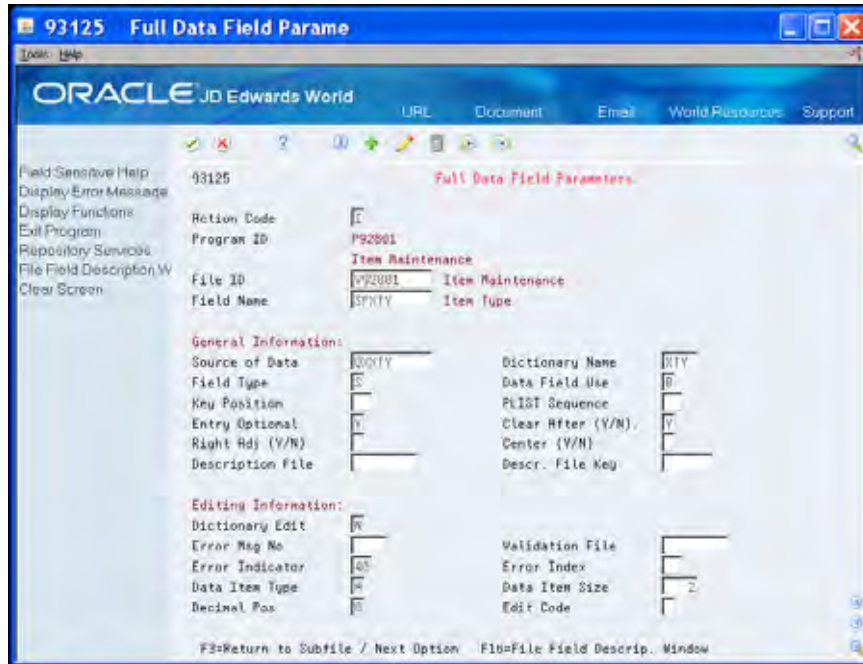 93125 Full Data Field Parame
Tools Help
ORACLE JD Edwards World
URL Document Email World Resources Support
Field Sensitive Help
Display Error Message
Display Functions
Exit Program
Repository Services
File Field Description W
Clear Screen
93125 Full Data Field Parameters
Action Code I
Program ID P92801
Item Maintenance
File ID V92801 Item Maintenance
Field Name Item Type
General Information:
Source of Data Dictionary Name XTY
Field Type S Data Field Use B
Key Position PLIST Sequence
Entry Optional Y Clear After (Y/N). Y
Right Adj (Y/N) Center (Y/N)
Description File Descr. File Key
Editing Information:
Dictionary Edit N
Error Msg No Validation File
Error Indicator 40 Error Index
Data Item Type A Data Item Size 2
Decimal Pos 0 Edit Code
F3=Return to Subfile / Next Option F16=File Field Descrip. Window